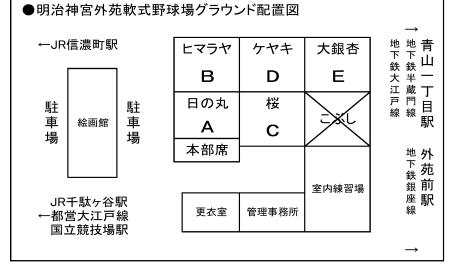 ●明治神宮外苑軟式野球場グラウンド配置図
←JR信濃町駅
駐車場
絵画館
駐車場
JR千駄ヶ谷駅
←都営大江戸線
国立競技場駅
ヒマラヤ
B
ケヤキ
D
大銀杏
E
日の丸
A
本部席
桜
C
こぶし
室内練習場
更衣室
管理事務所
→
青山一丁目駅
地下鉄半蔵門線
地下鉄大江戸線
外苑前駅
地下鉄銀座線
→